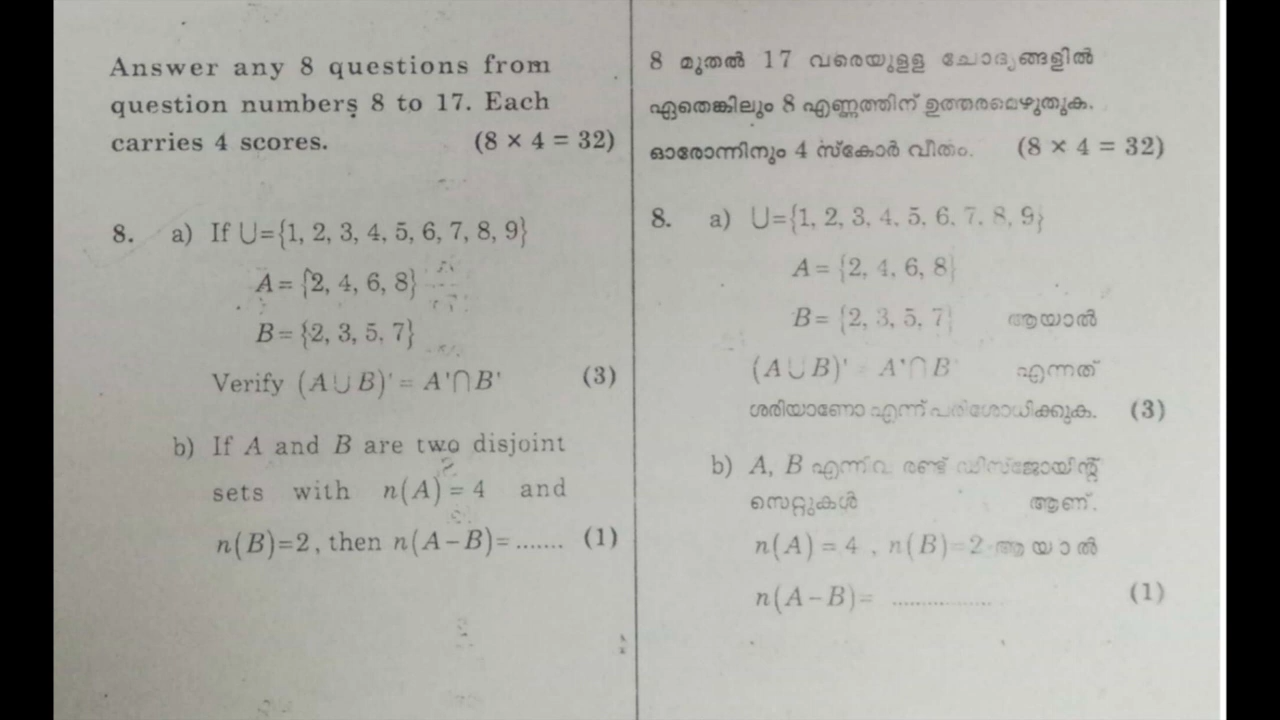 Answer any 8 questions from
question numbers 8 to 17. Each
carries 4 scores. (8 × 4 = 32)
8. a) If U={1, 2, 3, 4, 5, 6, 7, 8, 9}
A = {2, 4, 6, 8}
B = {2, 3, 5, 7}
Verify (A∪B)' = A'∩B' (3)
b) If A and B are two disjoint
sets with n(A) = 4 and
n(B)=2, then n(A−B)= ....... (1)
8 മുതൽ 17 വരെയുള്ള ചോദ്യങ്ങളിൽ
ഏതെങ്കിലും 8 എണ്ണത്തിന് ഉത്തരമെഴുതുക.
ഓരോന്നിനും 4 സ്കോർ വീതം. (8 × 4 = 32)
8. a) U={1, 2, 3, 4, 5, 6, 7, 8, 9}
A = {2, 4, 6, 8}
B = {2, 3, 5, 7} ആയാൽ
(A∪B)' = A'∩B' എന്നത്
ശരിയാണോ എന്ന് പരിശോധിക്കുക. (3)
b) A, B എന്നിവ രണ്ട് ഡിസ്ജോയിന്റ്
സെറ്റുകൾ ആണ്.
n(A) = 4 , n(B)=2 ആയാൽ
n(A−B)= ................. (1)